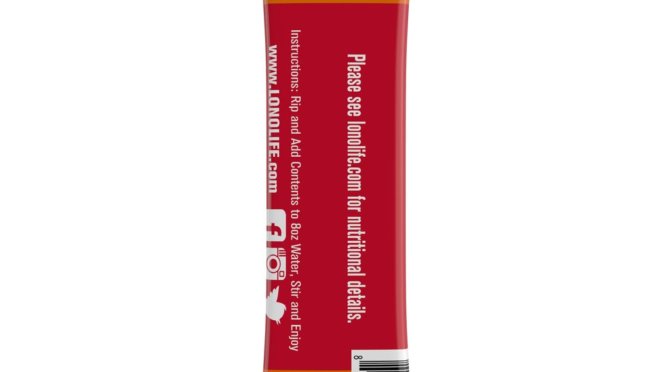 Please see lonolife.com for nutritional details.
Instructions: Rip and Add Contents to 8oz Water, Stir and Enjoy
www.LONOLIFE.com
8